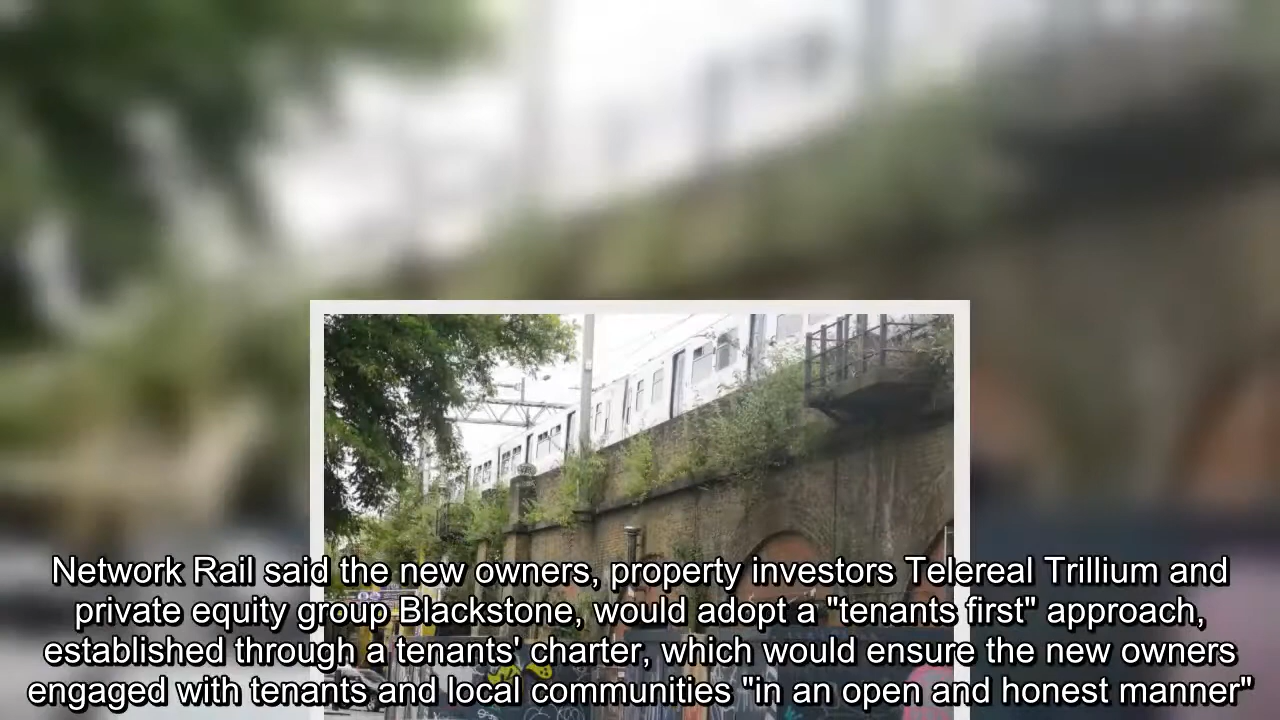 Network Rail said the new owners, property investors Telereal Trillium and
private equity group Blackstone, would adopt a "tenants first" approach,
established through a tenants' charter, which would ensure the new owners
engaged with tenants and local communities "in an open and honest manner"